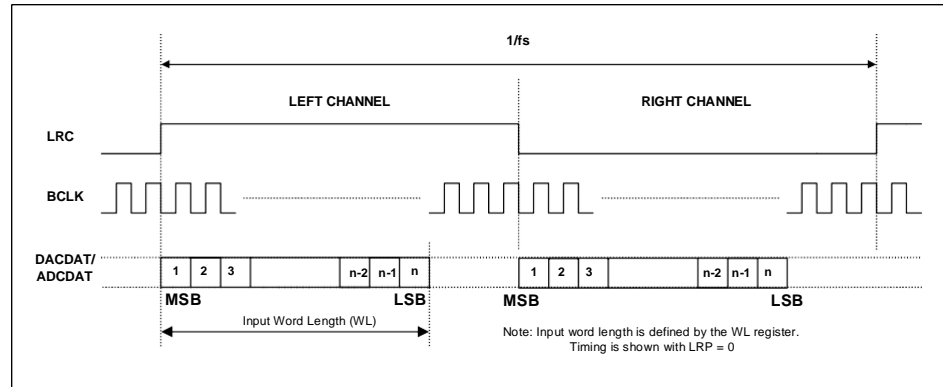 1/fs
LEFT CHANNEL RIGHT CHANNEL
LRC
BCLK
DACDAT/
ADCDAT
1 2 3 n-2 n-1 n 1 2 3 n-2 n-1 n
MSB LSB MSB LSB
Input Word Length (WL)
Note: Input word length is defined by the WL register.
Timing is shown with LRP = 0